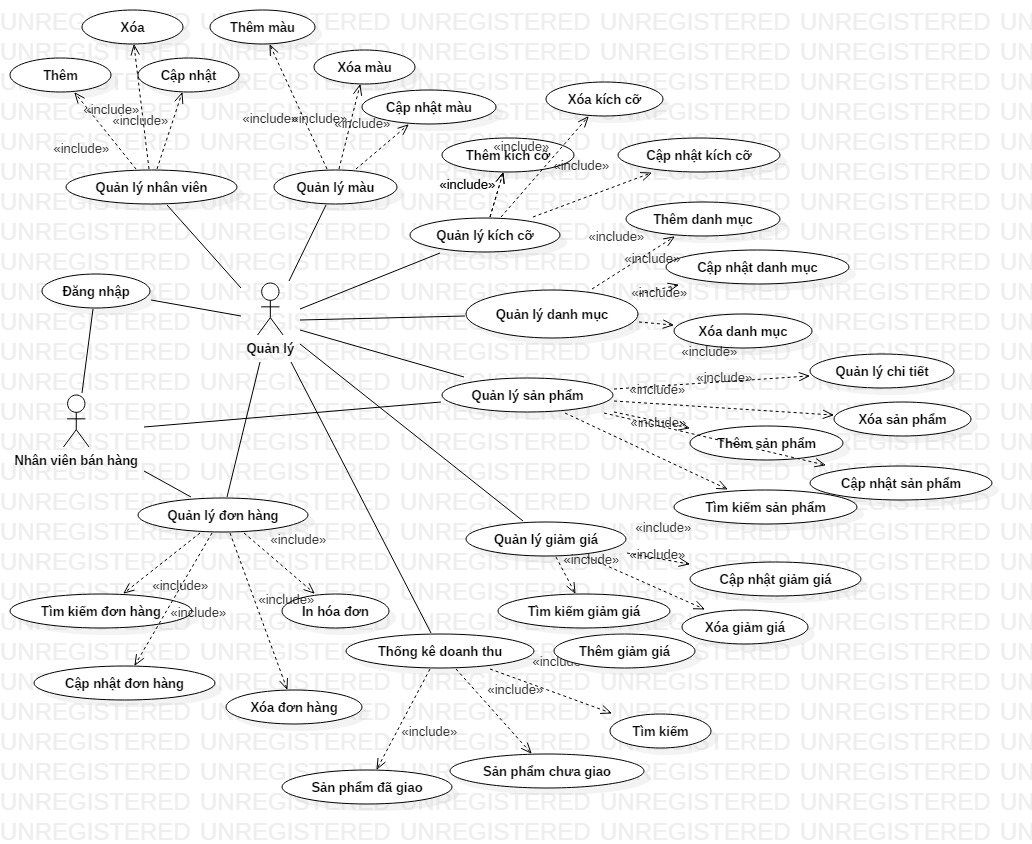 Xóa
Thêm màu
Thêm
Cập nhật
Xóa màu
Cập nhật màu
Xóa kích cỡ
«include»
«include»
«include»
«include»
«include»
«include»
Thêm kích cỡ
«include»
Cập nhật kích cỡ
«include»
«include»
Quản lý nhân viên
Quản lý màu
Thêm danh mục
Quản lý kích cỡ
«include»
«include»
Cập nhật danh mục
Đăng nhập
«include»
Quản lý danh mục
Xóa danh mục
Quản lý
«include»
Quản lý chi tiết
«include»
«include»
Quản lý sản phẩm
Xóa sản phẩm
«include»
Thêm sản phẩm
Nhân viên bán hàng
Cập nhật sản phẩm
Tìm kiếm sản phẩm
Quản lý đơn hàng
«include»
«include»
Quản lý giảm giá
«include»
«include»
Cập nhật giảm giá
«include»
«include»
Tìm kiếm đơn hàng
«include»
In hóa đơn
Tìm kiếm giảm giá
Xóa giảm giá
Thống kê doanh thu
Thêm giảm giá
«include»
Cập nhật đơn hàng
«include»
Xóa đơn hàng
«include»
Tìm kiếm
Sản phẩm chưa giao
Sản phẩm đã giao